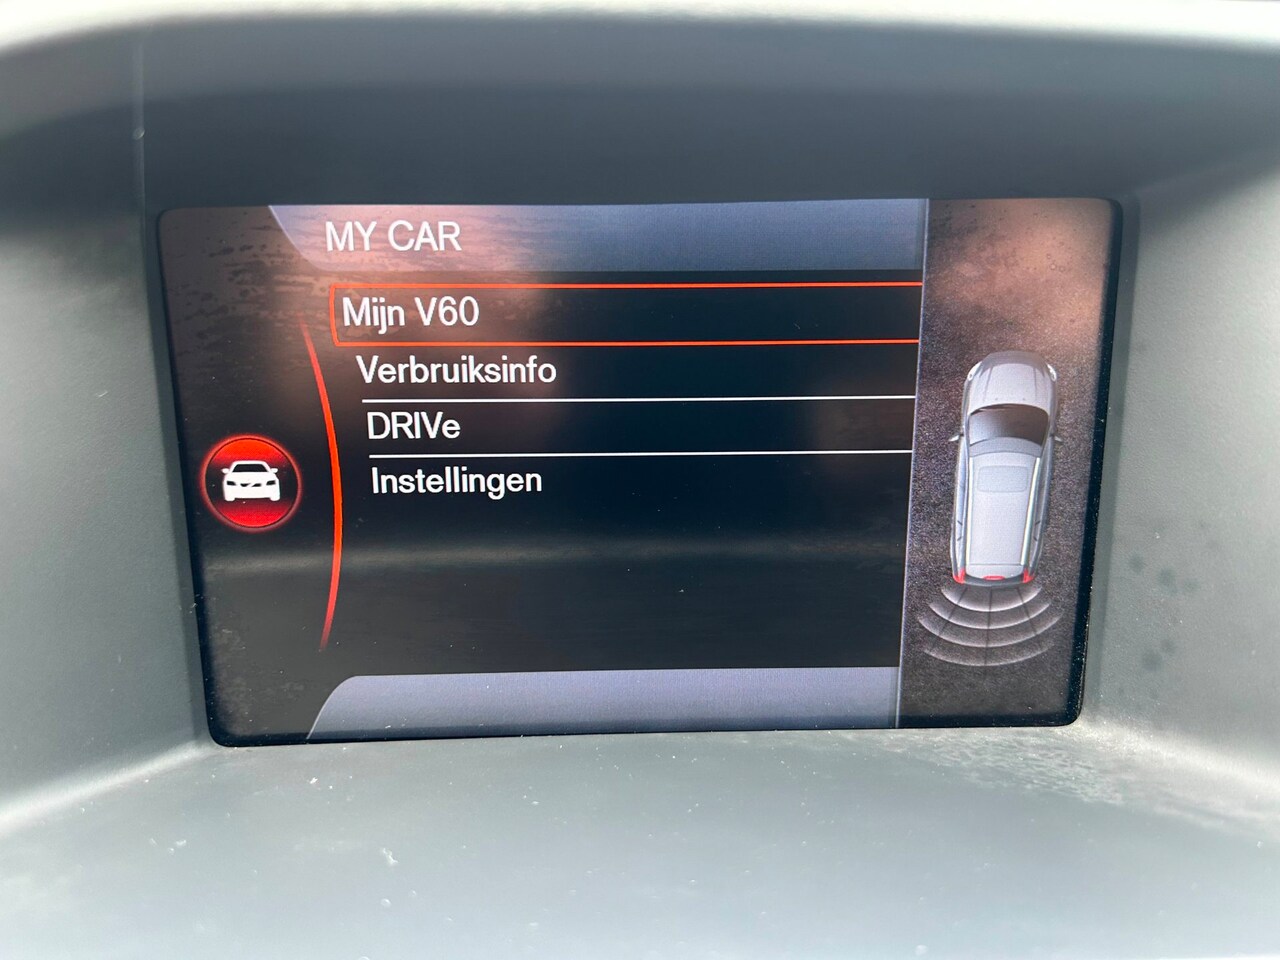 MY CAR
Mijn V60
Verbruiksinfo
DRIVe
Instellingen